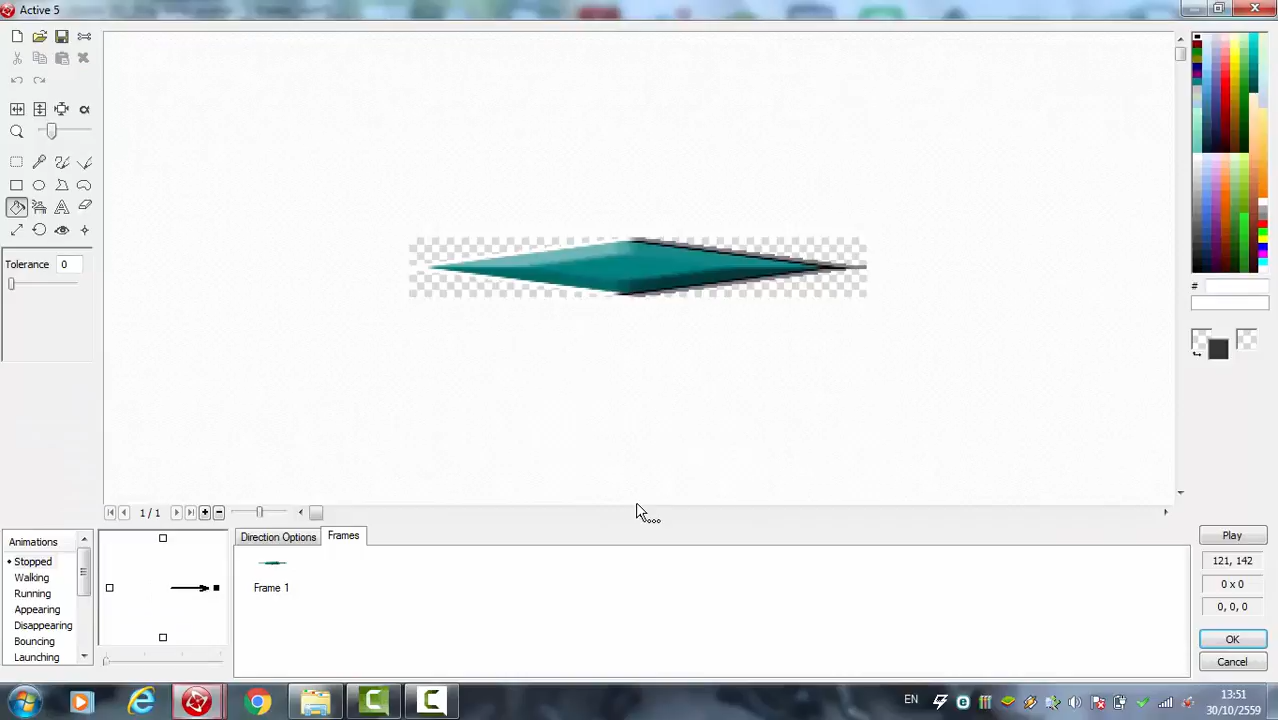 Active 5
Tolerance 0
#
1 / 1
Direction Options
Frames
Animations
Stopped
Walking
Running
Appearing
Disappearing
Bouncing
Launching
Frame 1
Play
121, 142
0 x 0
0, 0, 0
OK
Cancel
EN
13:51
30/10/2559